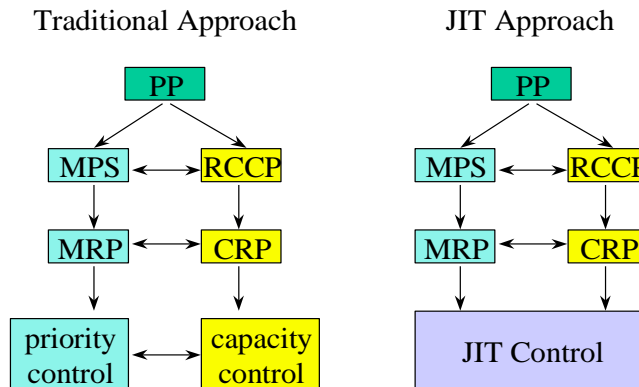 Traditional Approach
JIT Approach
PP
PP
MPS
RCCP
MPS
RCCP
MRP
CRP
MRP
CRP
priority
control
capacity
control
JIT Control